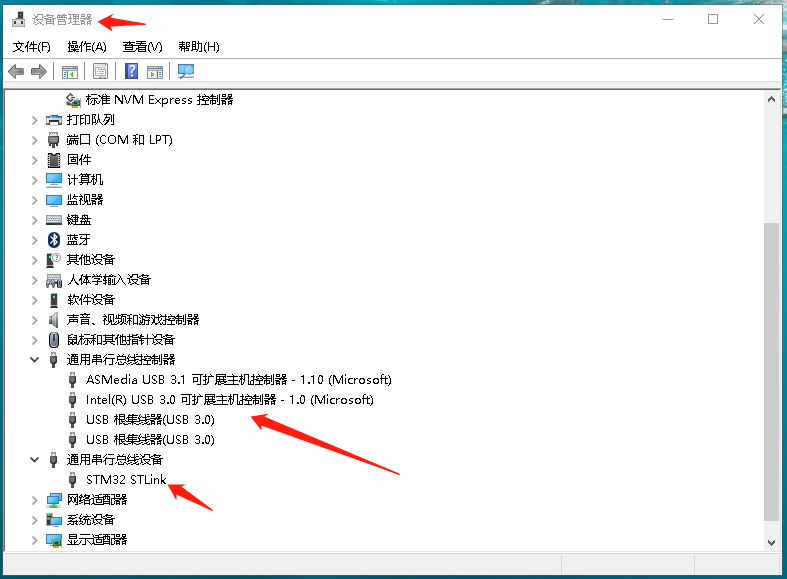 设备管理器
文件(F) 操作(A) 查看(V) 帮助(H)
标准 NVM Express 控制器
打印队列
端口 (COM 和 LPT)
固件
计算机
监视器
键盘
蓝牙
其他设备
人体学输入设备
软件设备
声音、视频和游戏控制器
鼠标和其他指针设备
通用串行总线控制器
ASMedia USB 3.1 可扩展主机控制器 - 1.10 (Microsoft)
Intel(R) USB 3.0 可扩展主机控制器 - 1.0 (Microsoft)
USB 根集线器(USB 3.0)
USB 根集线器(USB 3.0)
通用串行总线设备
STM32 STLink
网络适配器
系统设备
显示适配器